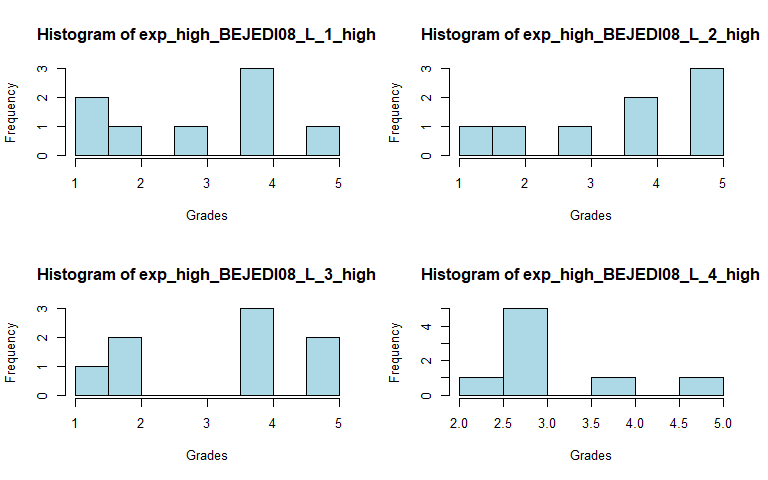 Histogram of exp_high_BEJEDI08_L_1_high
Frequency
0 1 2 3
1 2 3 4 5
Grades
Histogram of exp_high_BEJEDI08_L_2_high
Frequency
0 1 2 3
1 2 3 4 5
Grades
Histogram of exp_high_BEJEDI08_L_3_high
Frequency
0 1 2 3
1 2 3 4 5
Grades
Histogram of exp_high_BEJEDI08_L_4_high
Frequency
0 2 4
2.0 2.5 3.0 3.5 4.0 4.5 5.0
Grades